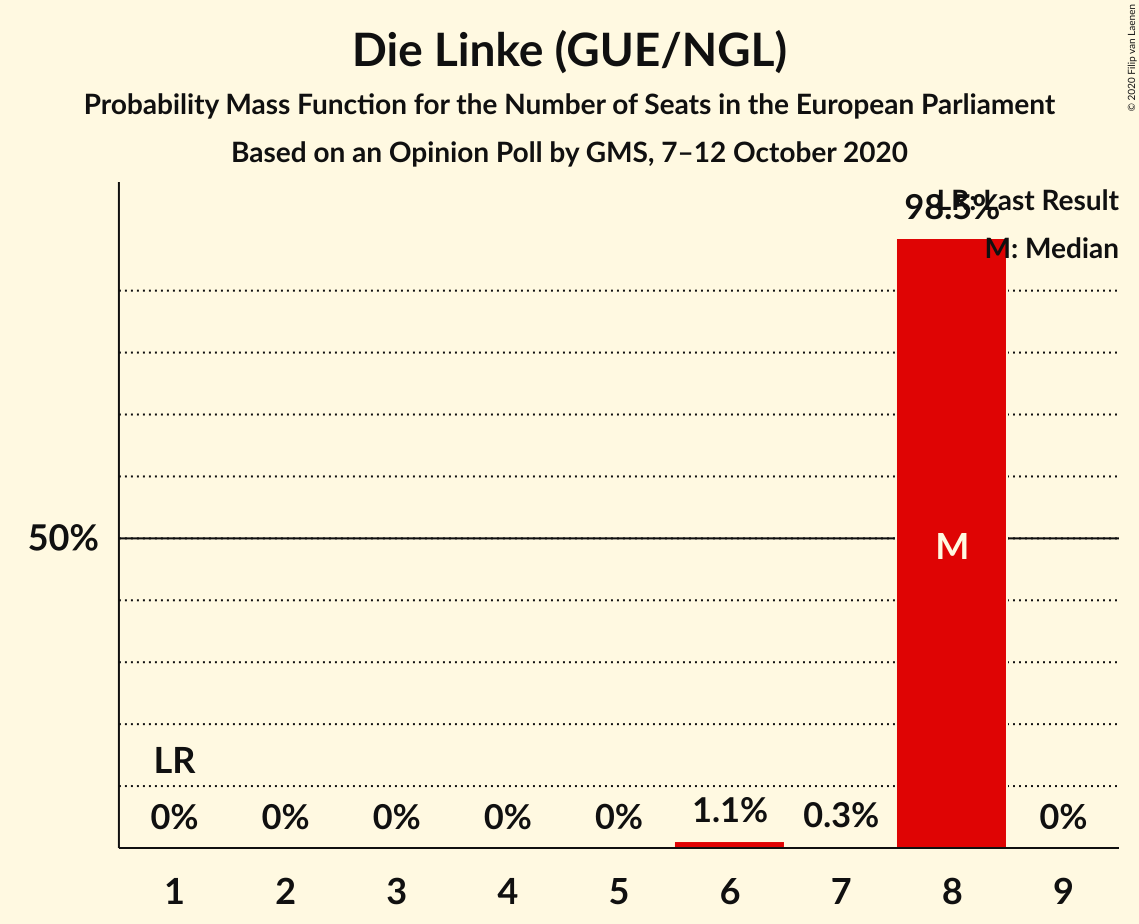 Die Linke (GUE/NGL)
Probability Mass Function for the Number of Seats in the European Parliament
Based on an Opinion Poll by GMS, 7–12 October 2020
© 2020 Filip van Laenen
LR: Last Result
M: Median
98.5%
50%
M
LR
0%
0%
0%
0%
0%
1.1%
0.3%
0%
1 2 3 4 5 6 7 8 9